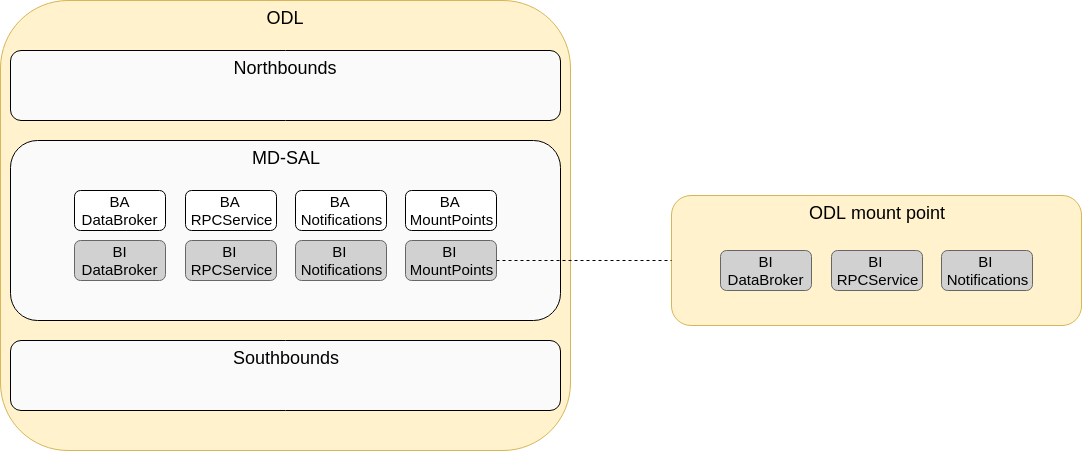 ODL
Northbounds
MD-SAL
BA
DataBroker
BA
RPCService
BA
Notifications
BA
MountPoints
BI
DataBroker
BI
RPCService
BI
Notifications
BI
MountPoints
Southbounds
ODL mount point
BI
DataBroker
BI
RPCService
BI
Notifications